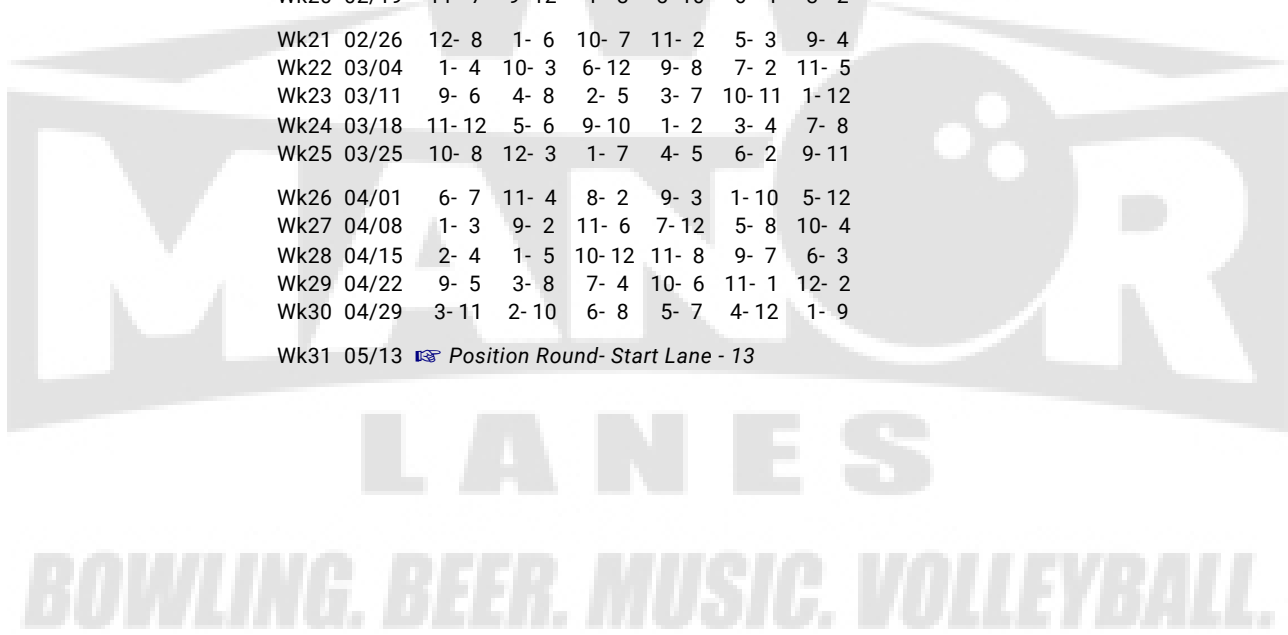 Wk21 02/26 12- 8 1- 6 10- 7 11- 2 5- 3 9- 4
Wk22 03/04 1- 4 10- 3 6- 12 9- 8 7- 2 11- 5
Wk23 03/11 9- 6 4- 8 2- 5 3- 7 10- 11 1- 12
Wk24 03/18 11- 12 5- 6 9- 10 1- 2 3- 4 7- 8
Wk25 03/25 10- 8 12- 3 1- 7 4- 5 6- 2 9- 11
Wk26 04/01 6- 7 11- 4 8- 2 9- 3 1- 10 5- 12
Wk27 04/08 1- 3 9- 2 11- 6 7- 12 5- 8 10- 4
Wk28 04/15 2- 4 1- 5 10- 12 11- 8 9- 7 6- 3
Wk29 04/22 9- 5 3- 8 7- 4 10- 6 11- 1 12- 2
Wk30 04/29 3- 11 2- 10 6- 8 5- 7 4- 12 1- 9
Wk31 05/13 ☞ Position Round- Start Lane - 13
MANOR
LANES
BOWLING. BEER. MUSIC. VOLLEYBALL.